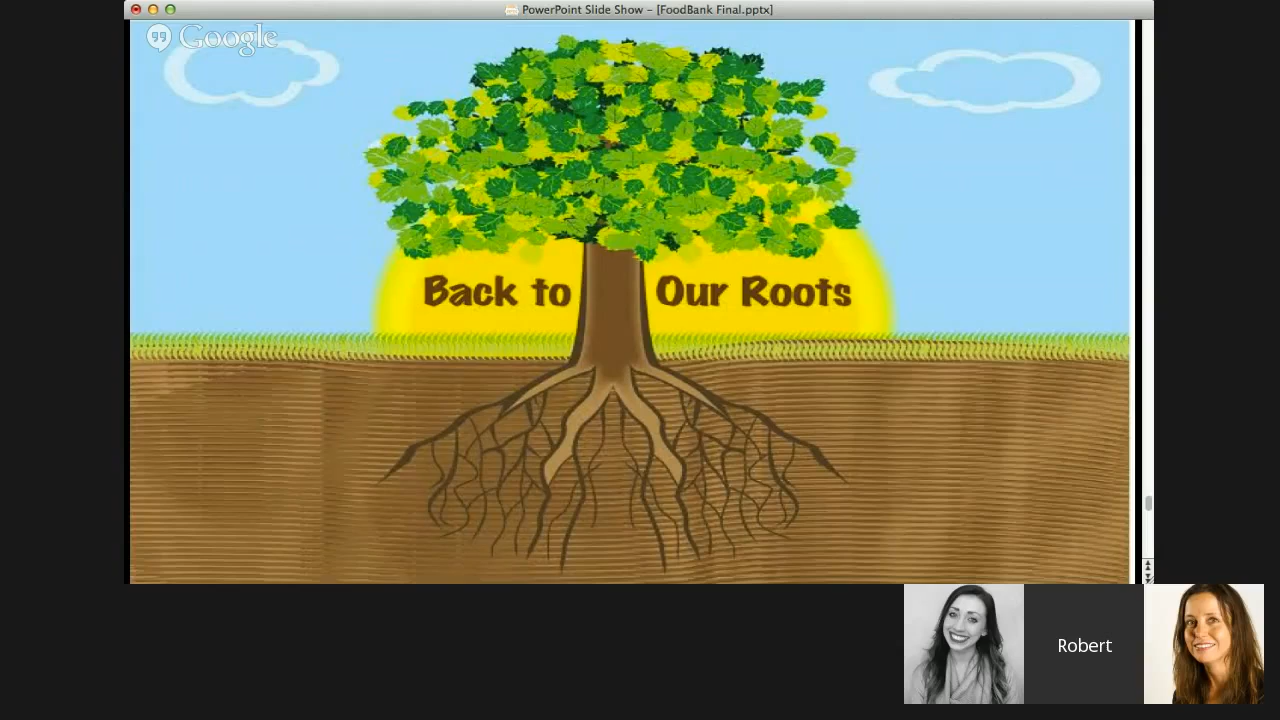 PowerPoint Slide Show – [FoodBank Final.pptx]
Google
Back to Our Roots
Robert